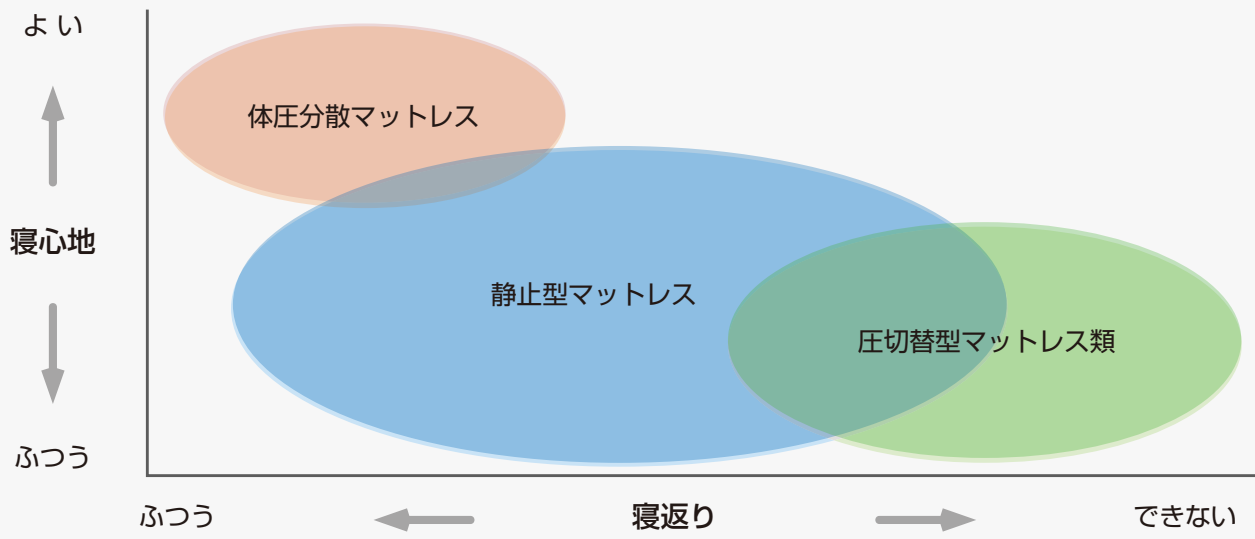 よい
体圧分散マットレス
寝心地
静止型マットレス
圧切替型マットレス類
ふつう
ふつう
寝返り
できない